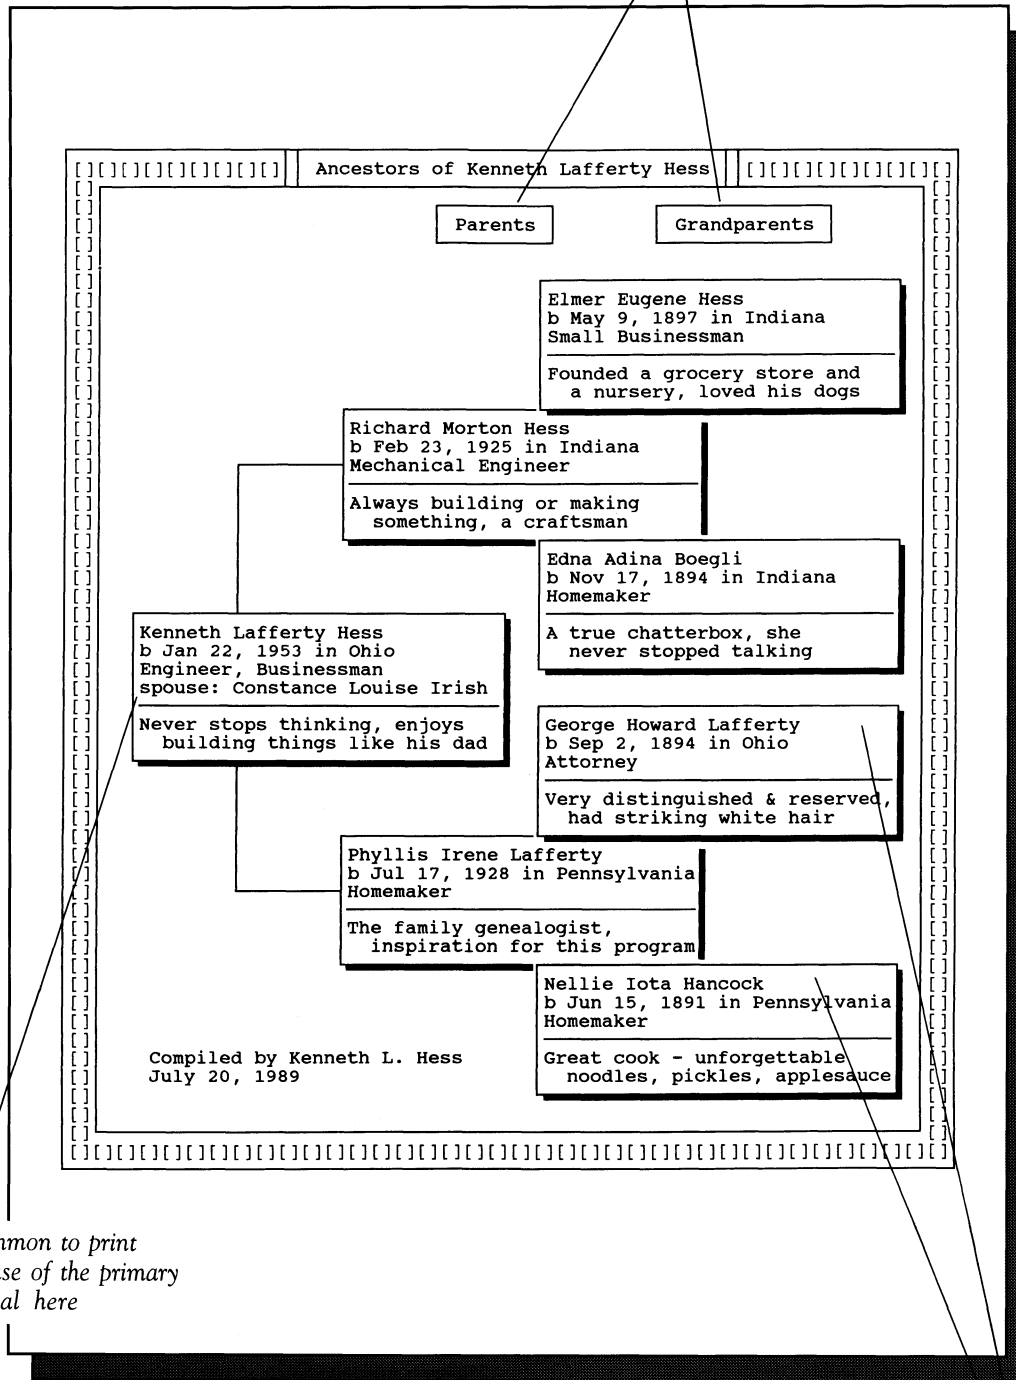 Ancestors of Kenneth Lafferty Hess
Parents
Grandparents
Elmer Eugene Hess
b May 9, 1897 in Indiana
Small Businessman
Founded a grocery store and
a nursery, loved his dogs
Richard Morton Hess
b Feb 23, 1925 in Indiana
Mechanical Engineer
Always building or making
something, a craftsman
Edna Adina Boegli
b Nov 17, 1894 in Indiana
Homemaker
A true chatterbox, she
never stopped talking
Kenneth Lafferty Hess
b Jan 22, 1953 in Ohio
Engineer, Businessman
spouse: Constance Louise Irish
Never stops thinking, enjoys
building things like his dad
George Howard Lafferty
b Sep 2, 1894 in Ohio
Attorney
Very distinguished & reserved,
had striking white hair
Phyllis Irene Lafferty
b Jul 17, 1928 in Pennsylvania
Homemaker
The family genealogist,
inspiration for this program
Nellie Iota Hancock
b Jun 15, 1891 in Pennsylvania
Homemaker
Great cook - unforgettable
noodles, pickles, applesauce
Compiled by Kenneth L. Hess
July 20, 1989
to print
of the primary
here